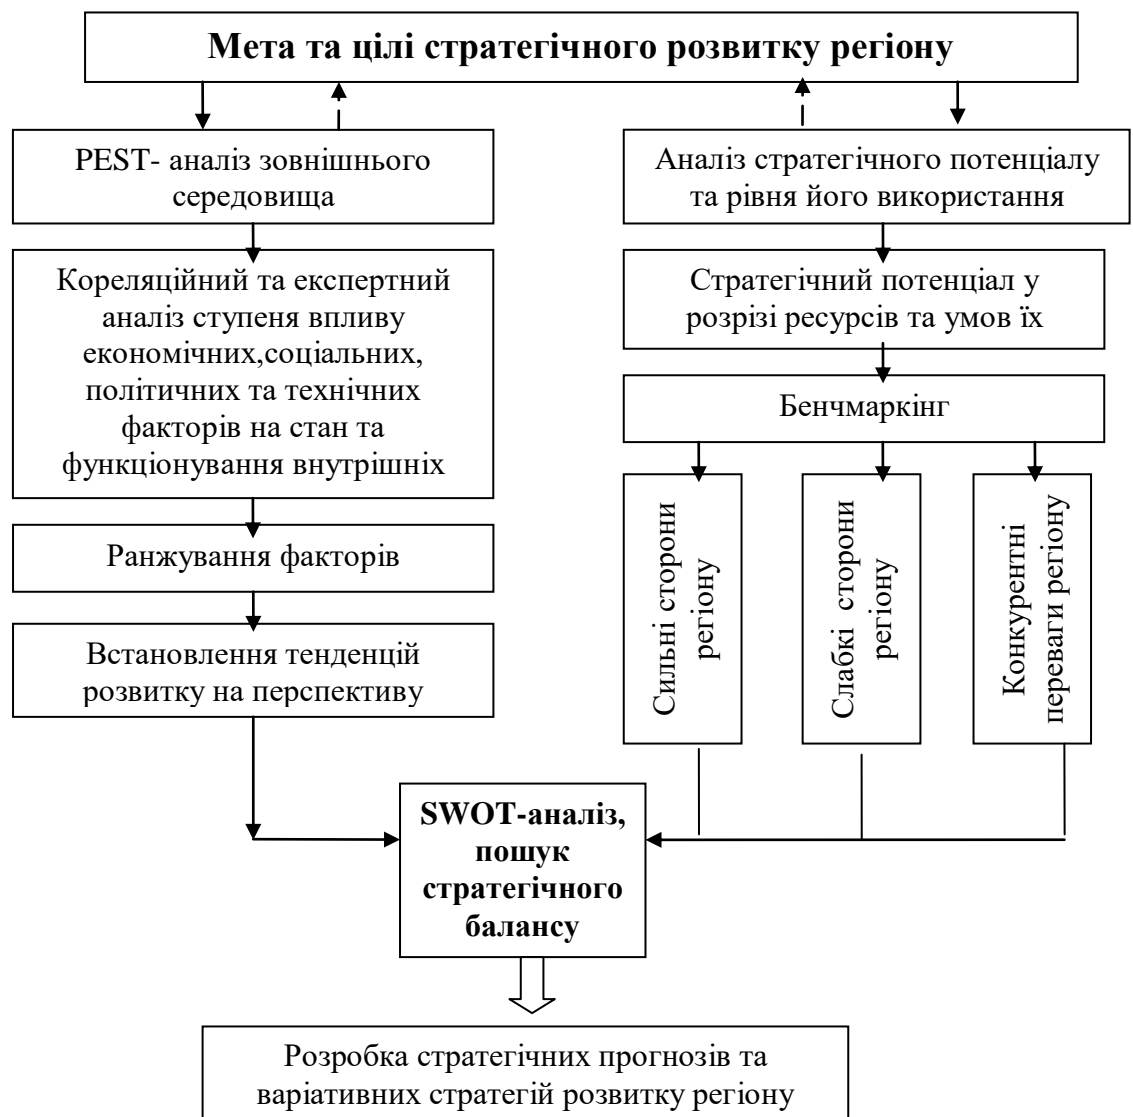 Мета та цілі стратегічного розвитку регіону
PEST- аналіз зовнішнього
середовища
Кореляційний та експертний
аналіз ступеня впливу
економічних,соціальних,
політичних та технічних
факторів на стан та
функціонування внутрішніх
Ранжування факторів
Встановлення тенденцій
розвитку на перспективу
Аналіз стратегічного потенціалу
та рівня його використання
Стратегічний потенціал у
розрізі ресурсів та умов їх
Бенчмаркінг
Сильні сторони
регіону
Слабкі сторони
регіону
Конкурентні
переваги регіону
SWOT-аналіз,
пошук
стратегічного
балансу
Розробка стратегічних прогнозів та
варіативних стратегій розвитку регіону